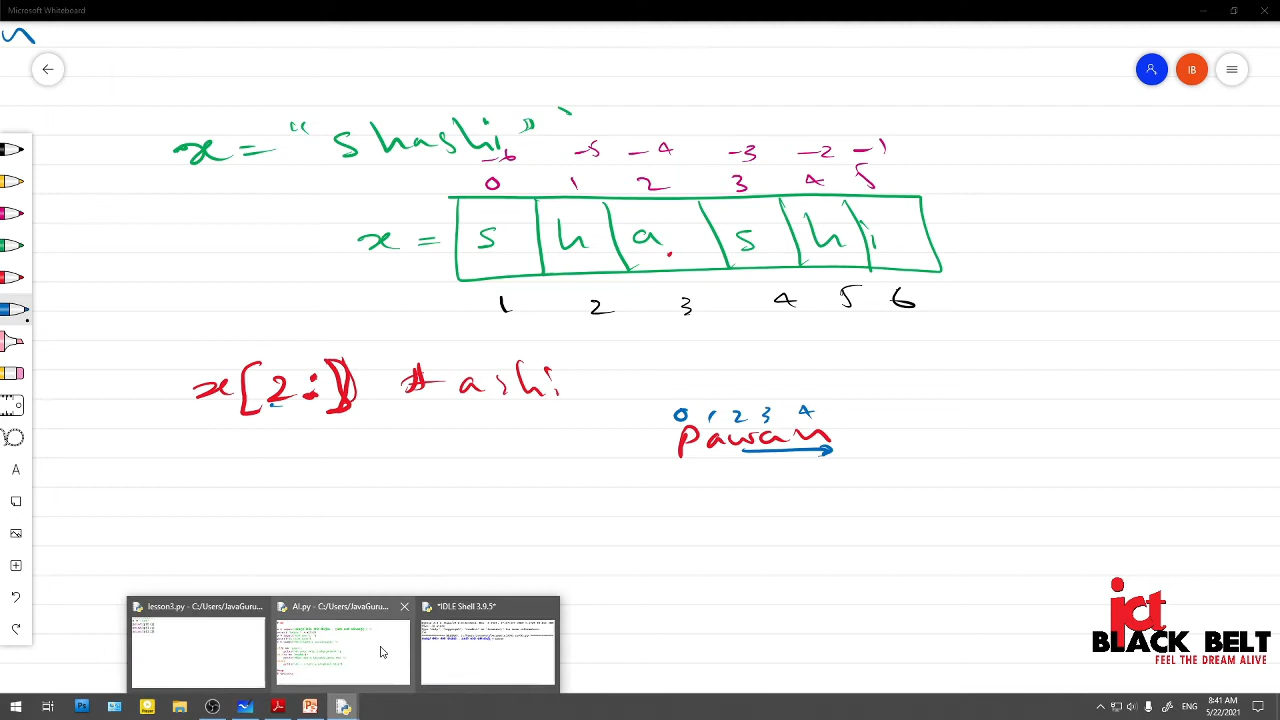 Microsoft Whiteboard
IB
x = "shashi"
-6 -5 -4 -3 -2 -1
0 1 2 3 4 5
x = s h a s h i
1 2 3 4 5 6
x[2:] # ashi
0 1 2 3 4
pawan
A
lesson3.py - C:/Users/JavaGuru...
AI.py - C:/Users/JavaGuru...
*IDLE Shell 3.9.5*
ict
BLACK BELT
FEEL THE DREAM ALIVE
Ps
ENG
8:41 AM
5/22/2021